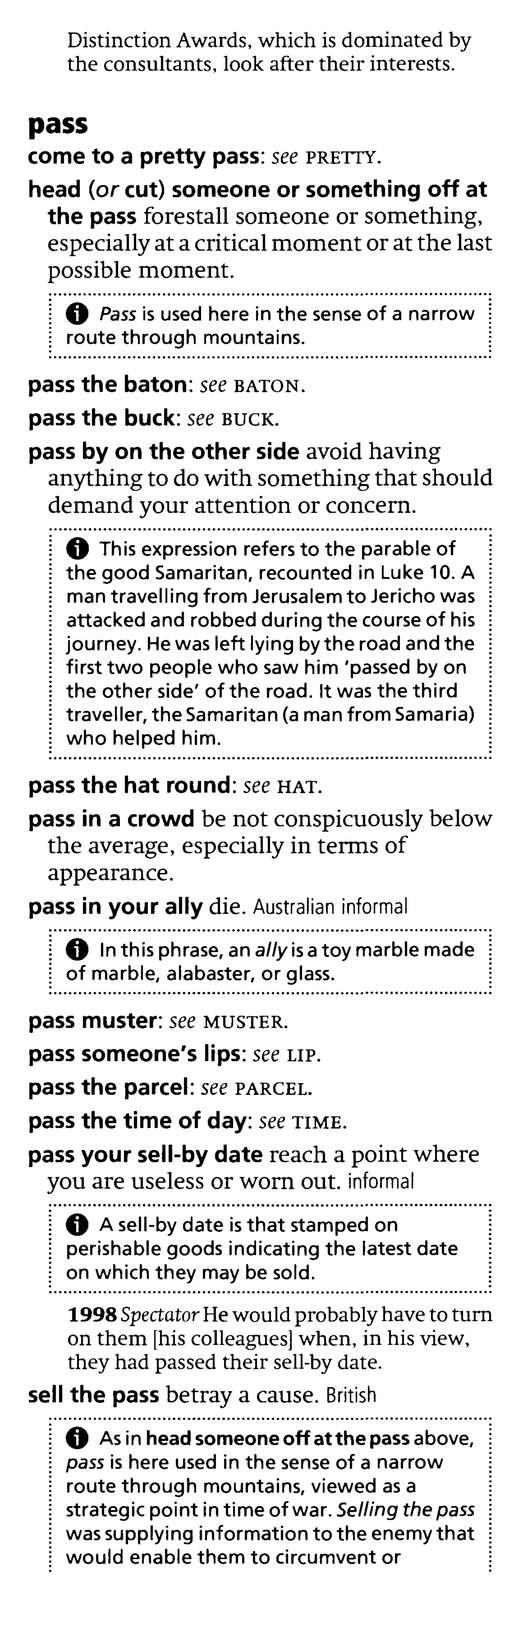 Distinction Awards, which is dominated by
the consultants, look after their interests.
pass
come to a pretty pass: see PRETTY.
head (or cut) someone or something off at
the pass forestall someone or something,
especially at a critical moment or at the last
possible moment.
Pass is used here in the sense of a narrow
route through mountains.
pass the baton: see BATON.
pass the buck: see BUCK.
pass by on the other side avoid having
anything to do with something that should
demand your attention or concern.
This expression refers to the parable of
the good Samaritan, recounted in Luke 10. A
man travelling from Jerusalem to Jericho was
attacked and robbed during the course of his
journey. He was left lying by the road and the
first two people who saw him 'passed by on
the other side' of the road. It was the third
traveller, the Samaritan (a man from Samaria)
who helped him.
pass the hat round: see HAT.
pass in a crowd be not conspicuously below
the average, especially in terms of
appearance.
pass in your ally die. Australian informal
In this phrase, an ally is a toy marble made
of marble, alabaster, or glass.
pass muster: see MUSTER.
pass someone's lips: see LIP.
pass the parcel: see PARCEL.
pass the time of day: see TIME.
pass your sell-by date reach a point where
you are useless or worn out. informal
A sell-by date is that stamped on
perishable goods indicating the latest date
on which they may be sold.
1998 Spectator He would probably have to turn
on them [his colleagues] when, in his view,
they had passed their sell-by date.
sell the pass betray a cause. British
As in head someone off at the pass above,
pass is here used in the sense of a narrow
route through mountains, viewed as a
strategic point in time of war. Selling the pass
was supplying information to the enemy that
would enable them to circumvent or